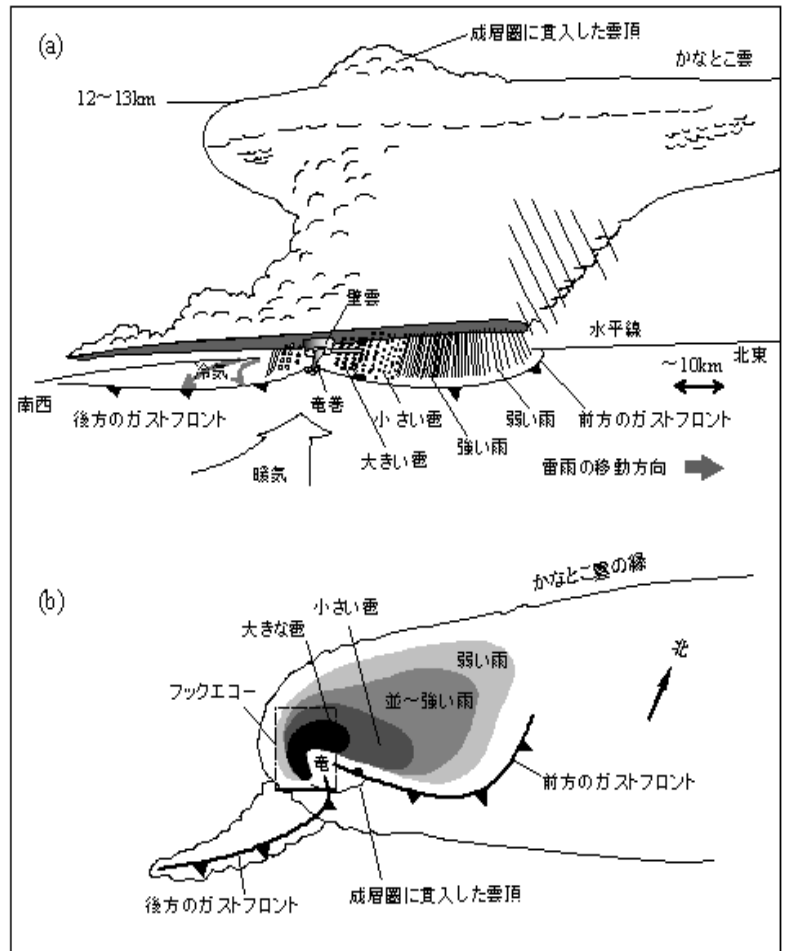 (a)
成層圏に貫入した雲頂
かなとこ雲
12～13km
壁雲
水平線
北東
～10km
冷気
南西
後方のガストフロント
竜巻
小さい雹
弱い雨
前方のガストフロント
大きい雹
強い雨
暖気
雷雨の移動方向
(b)
かなとこ雲の縁
小さい雹
大きな雹
弱い雨
北
フックエコー
並～強い雨
竜
前方のガストフロント
成層圏に貫入した雲頂
後方のガストフロント